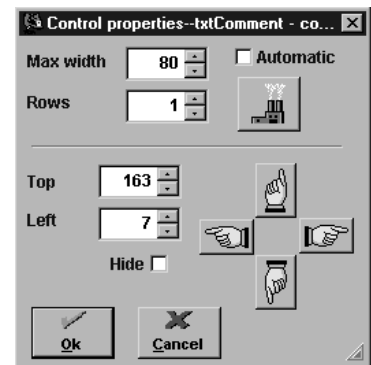 Control properties--txtComment - co...
Max width 80 Automatic
Rows 1
Top 163
Left 7
Hide
Ok Cancel